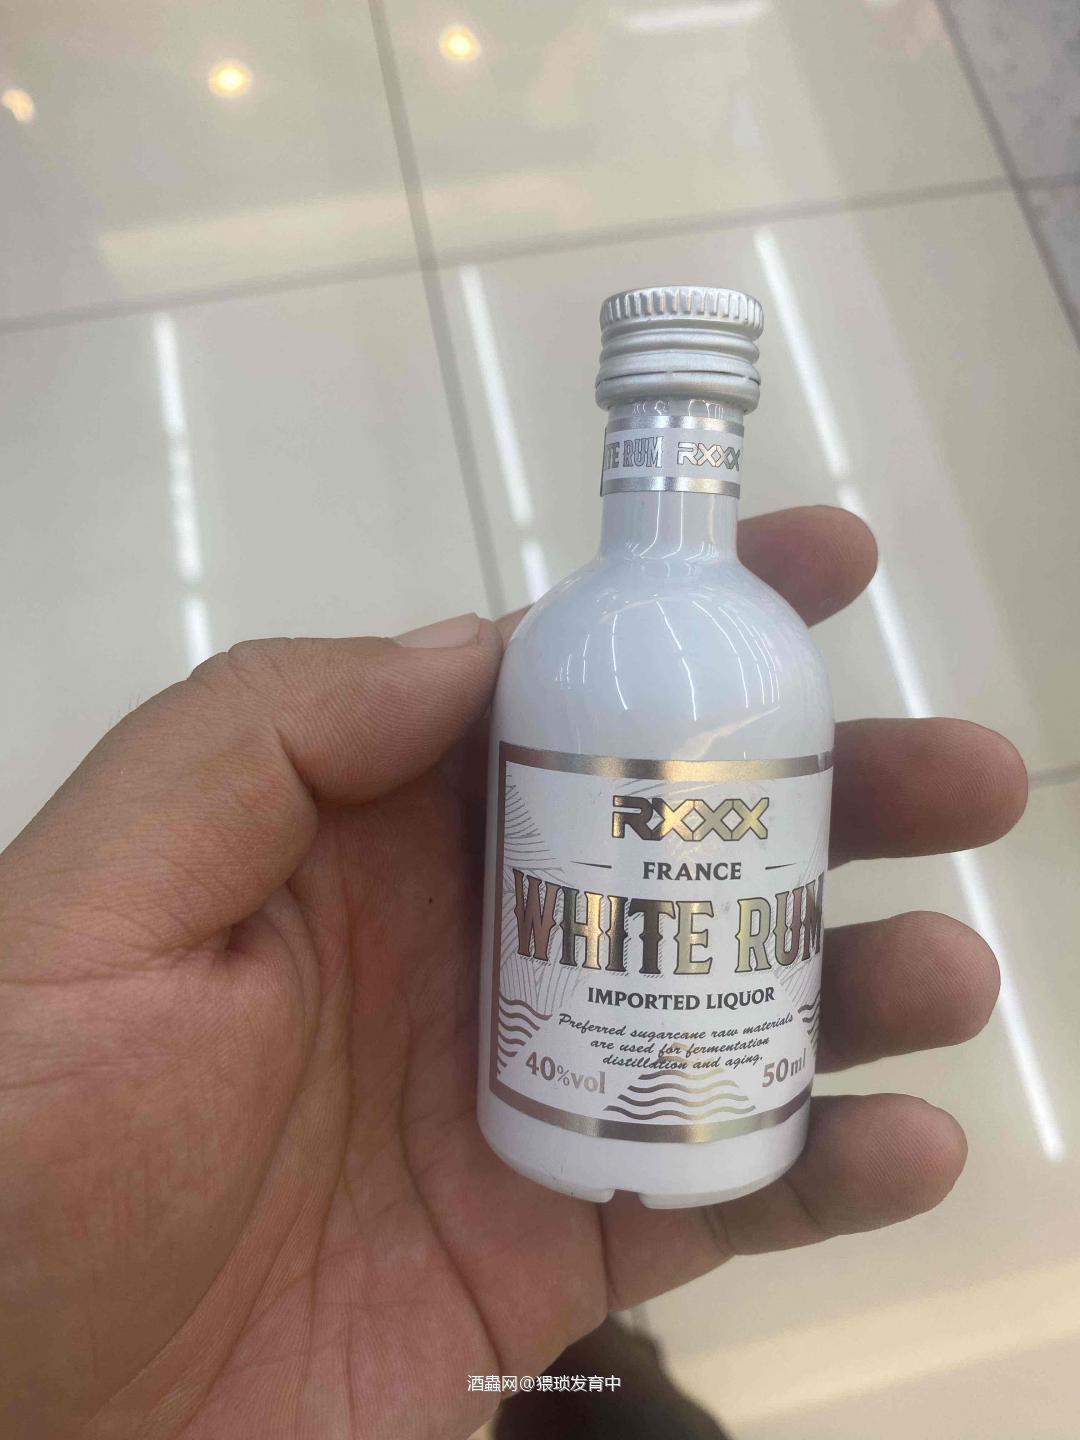 RUM RXXX
RXXX
FRANCE
WHITE RUM
IMPORTED LIQUOR
Preferred sugarcane raw materials
are used for fermentation
distillation and aging.
40%vol
50ml
酒蟲网@猥琐发育中